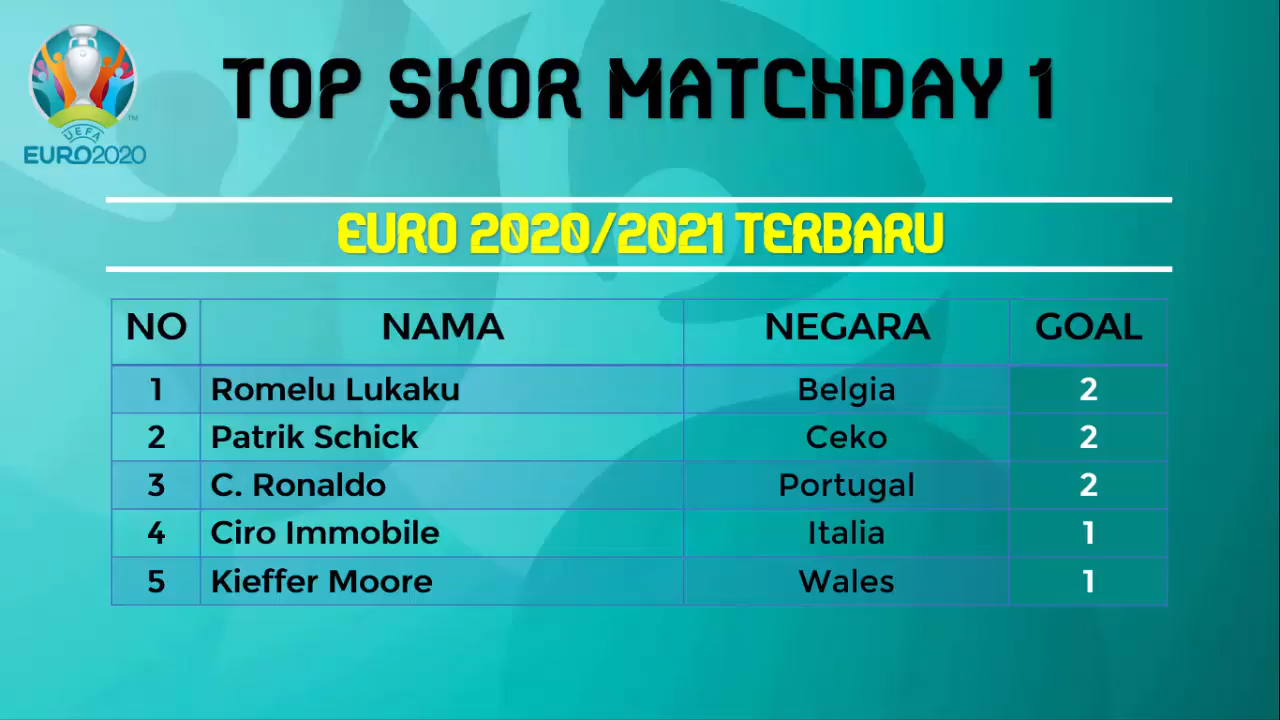 TOP SKOR MATCHDAY 1
UEFA
EURO2020
TM
EURO 2020/2021 TERBARU
NO NAMA NEGARA GOAL
1 Romelu Lukaku Belgia 2
2 Patrik Schick Ceko 2
3 C. Ronaldo Portugal 2
4 Ciro Immobile Italia 1
5 Kieffer Moore Wales 1